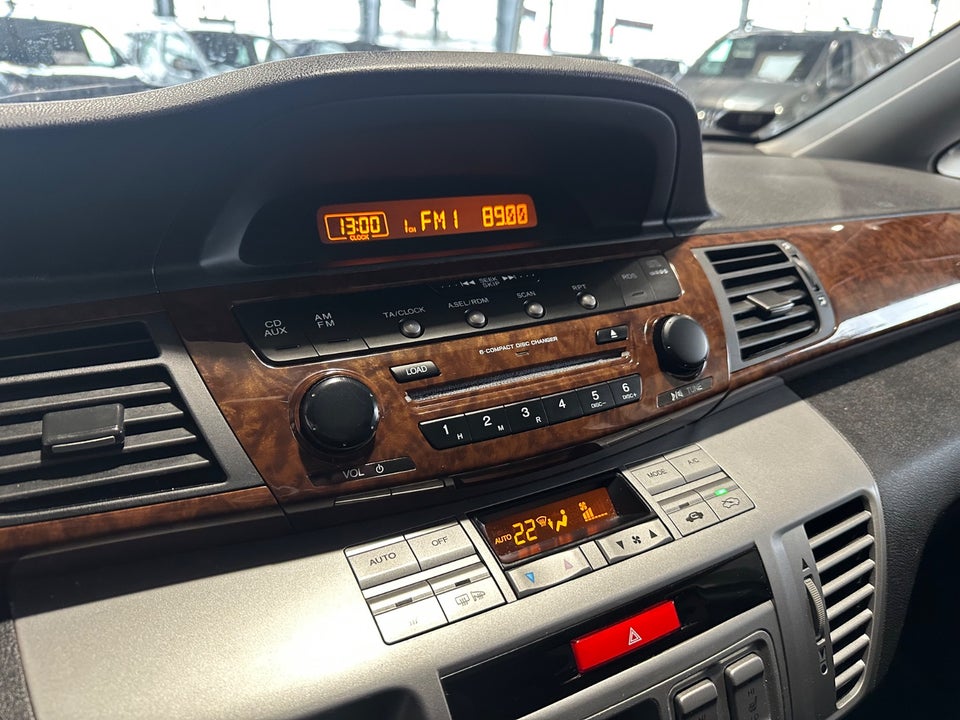 13:00 1CH FM1 89.00
CLOCK
SEEK
SKIP
CD AUX
AM FM
TA/CLOCK
A.SEL/RDM
SCAN
RPT
RDS
6-COMPACT DISC CHANGER
LOAD
1 2 3 4 5 6
H M R DISC- DISC+
VOL
TUNE
MODE
A/C
AUTO 22
AUTO
OFF